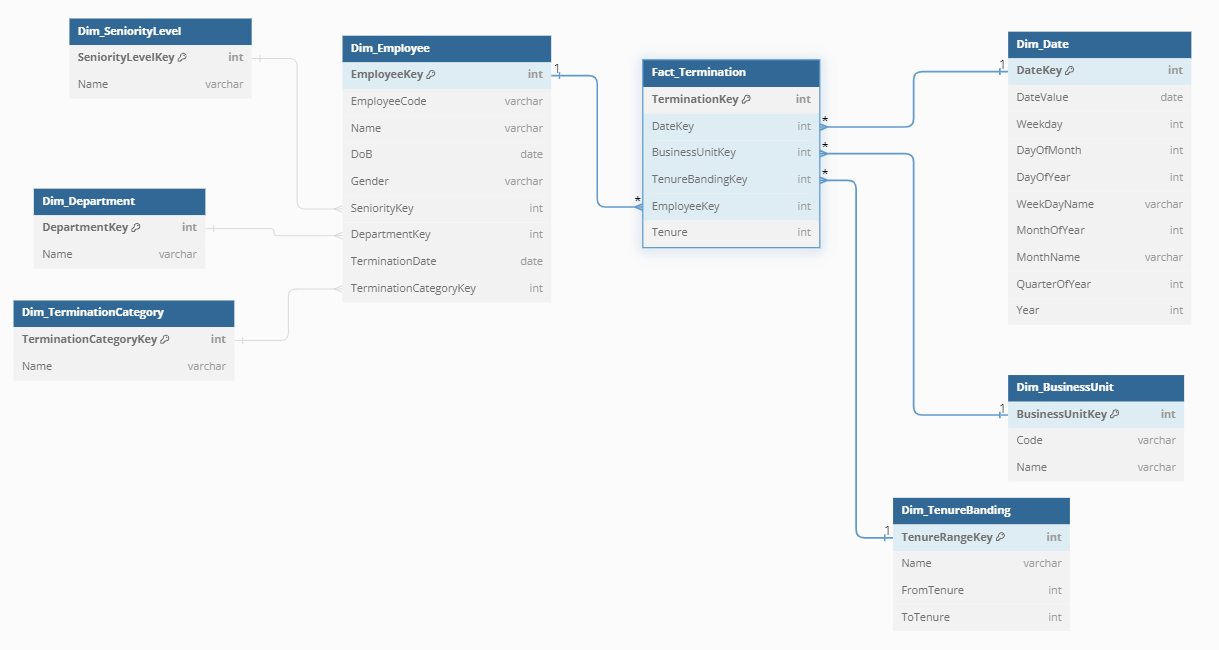 Dim_SeniorityLevel
SeniorityLevelKey int
Name varchar
Dim_Employee
EmployeeKey int
EmployeeCode varchar
Name varchar
DoB date
Gender varchar
SeniorityKey int
DepartmentKey int
TerminationDate date
TerminationCategoryKey int
1
*
Dim_Department
DepartmentKey int
Name varchar
Dim_TerminationCategory
TerminationCategoryKey int
Name varchar
Fact_Termination
TerminationKey int
DateKey int
BusinessUnitKey int
TenureBandingKey int
EmployeeKey int
Tenure int
*
*
*
1
Dim_Date
DateKey int
DateValue date
Weekday int
DayOfMonth int
DayOfYear int
WeekDayName varchar
MonthOfYear int
MonthName varchar
QuarterOfYear int
Year int
1
Dim_BusinessUnit
BusinessUnitKey int
Code varchar
Name varchar
1
Dim_TenureBanding
TenureRangeKey int
Name varchar
FromTenure int
ToTenure int